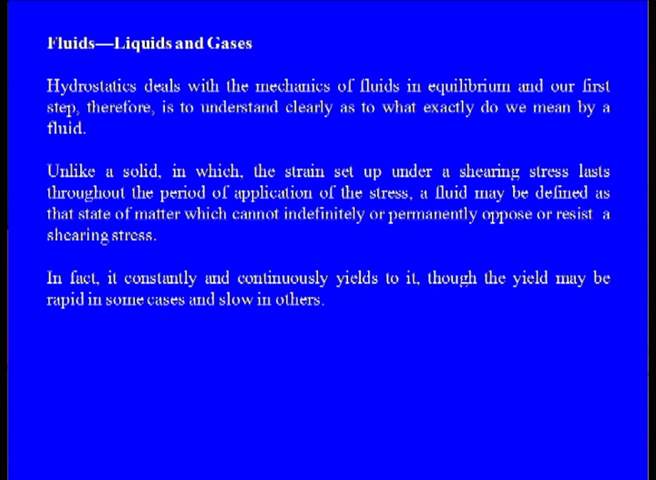 Fluids—Liquids and Gases
Hydrostatics deals with the mechanics of fluids in equilibrium and our first
step, therefore, is to understand clearly as to what exactly do we mean by a
fluid.
Unlike a solid, in which, the strain set up under a shearing stress lasts
throughout the period of application of the stress, a fluid may be defined as
that state of matter which cannot indefinitely or permanently oppose or resist a
shearing stress.
In fact, it constantly and continuously yields to it, though the yield may be
rapid in some cases and slow in others.